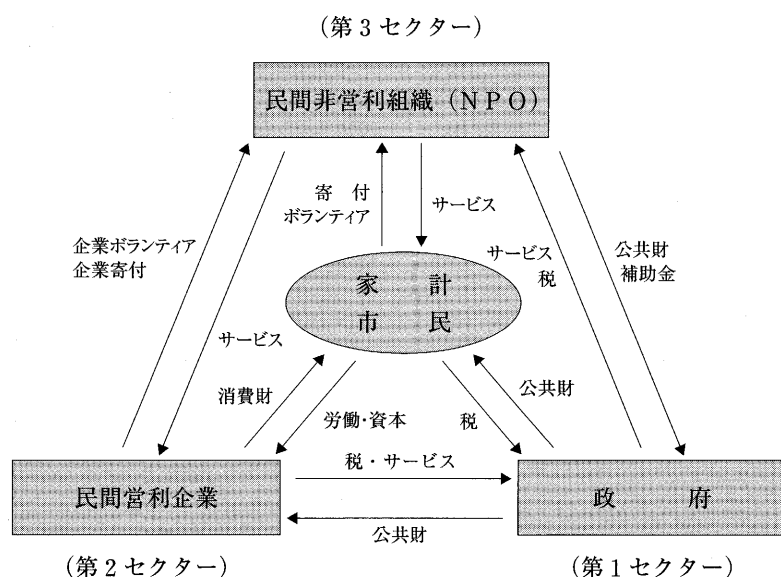 (第3セクター)
民間非営利組織(NPO)
寄 付
ボランティア
サービス
企業ボランティア
企業寄付
サービス
税
公共財
補助金
家 計
市 民
サービス
消費財
公共財
労働・資本
税
税・サービス
民間営利企業
政 府
公共財
(第2セクター)
(第1セクター)